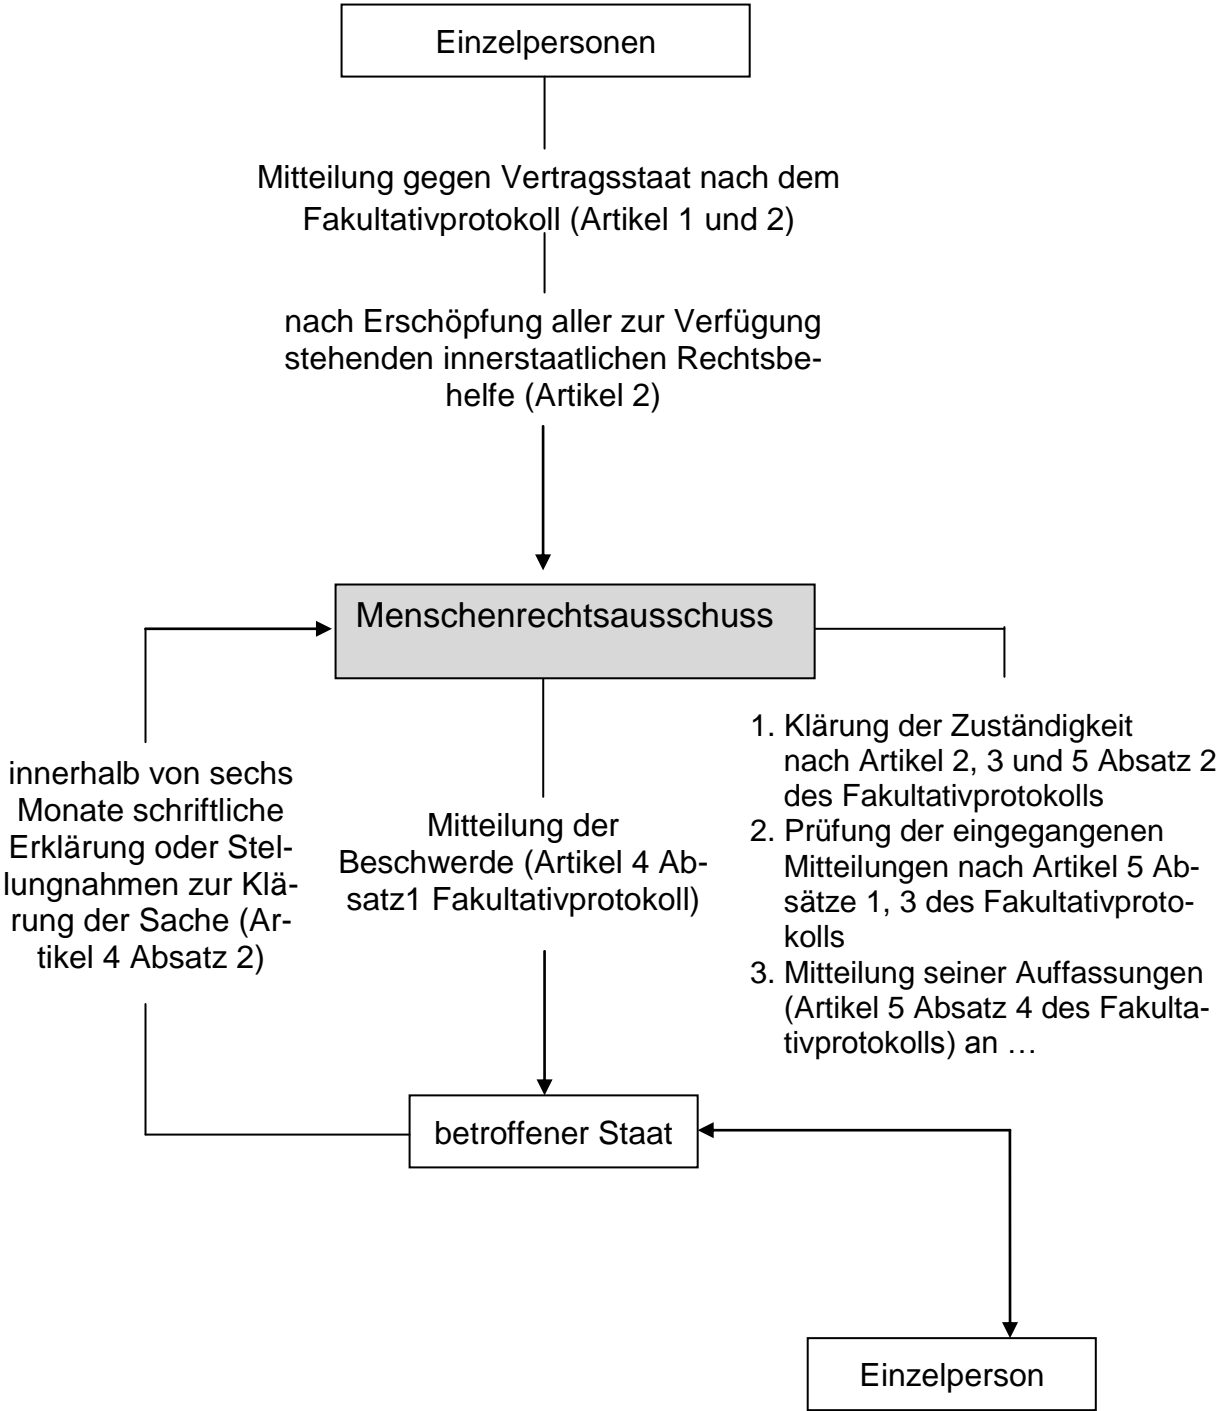 Einzelpersonen
Mitteilung gegen Vertragsstaat nach dem
Fakultativprotokoll (Artikel 1 und 2)
nach Erschöpfung aller zur Verfügung
stehenden innerstaatlichen Rechtsbe-
helfe (Artikel 2)
Menschenrechtsausschuss
innerhalb von sechs
Monate schriftliche
Erklärung oder Stel-
lungnahmen zur Klä-
rung der Sache (Ar-
tikel 4 Absatz 2)
Mitteilung der
Beschwerde (Artikel 4 Ab-
satz1 Fakultativprotokoll)
1. Klärung der Zuständigkeit
nach Artikel 2, 3 und 5 Absatz 2
des Fakultativprotokolls
2. Prüfung der eingegangenen
Mitteilungen nach Artikel 5 Ab-
sätze 1, 3 des Fakultativproto-
kolls
3. Mitteilung seiner Auffassungen
(Artikel 5 Absatz 4 des Fakulta-
tivprotokolls) an …
betroffener Staat
Einzelperson